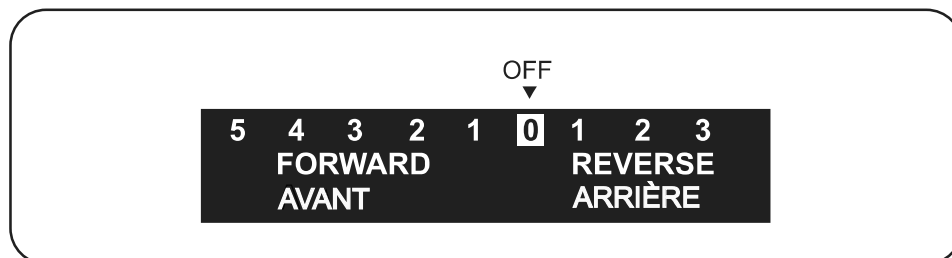 OFF
5 4 3 2 1 0 1 2 3
FORWARD REVERSE
AVANT ARRIÈRE